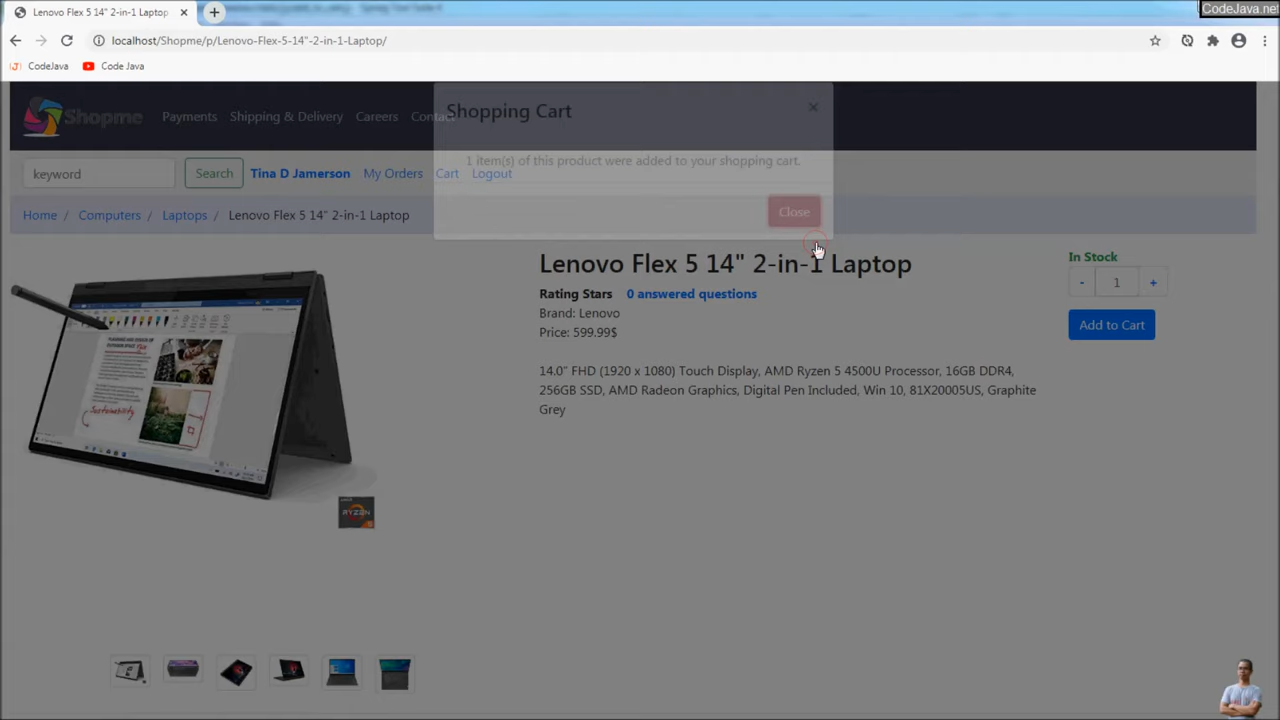 Lenovo Flex 5 14" 2-in-1 Laptop
CodeJava.net
localhost/Shopme/p/Lenovo-Flex-5-14"-2-in-1-Laptop/
CodeJava
Code Java
Shopme
Payments
Shipping & Delivery
Careers
Contact
Shopping Cart
1 item(s) of this product were added to your shopping cart.
keyword
Search
Tina D Jamerson
My Orders
Cart
Logout
Close
Home / Computers / Laptops / Lenovo Flex 5 14" 2-in-1 Laptop
Lenovo Flex 5 14" 2-in-1 Laptop
Rating Stars 0 answered questions
Brand: Lenovo
Price: 599.99$
14.0" FHD (1920 x 1080) Touch Display, AMD Ryzen 5 4500U Processor, 16GB DDR4,
256GB SSD, AMD Radeon Graphics, Digital Pen Included, Win 10, 81X20005US, Graphite
Grey
In Stock
- 1 +
Add to Cart
Sustainability
RYZEN